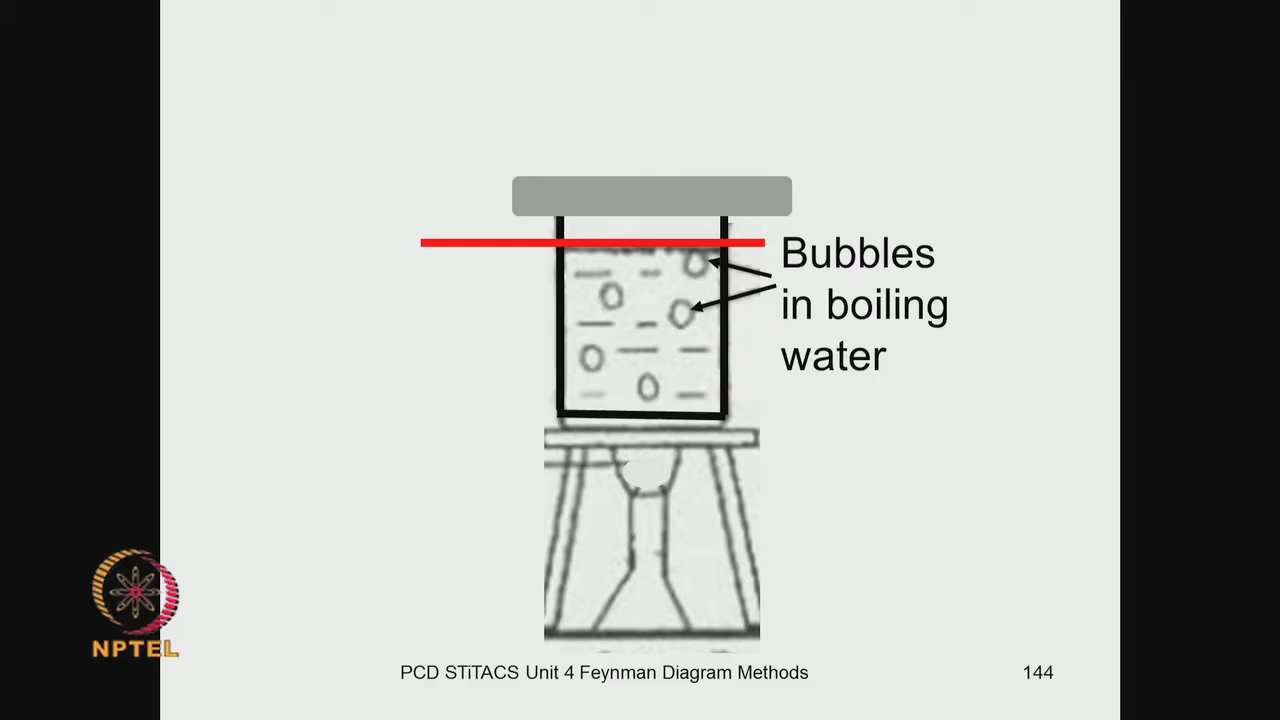 Bubbles
in boiling
water
NPTEL
PCD STiTACS Unit 4 Feynman Diagram Methods
144